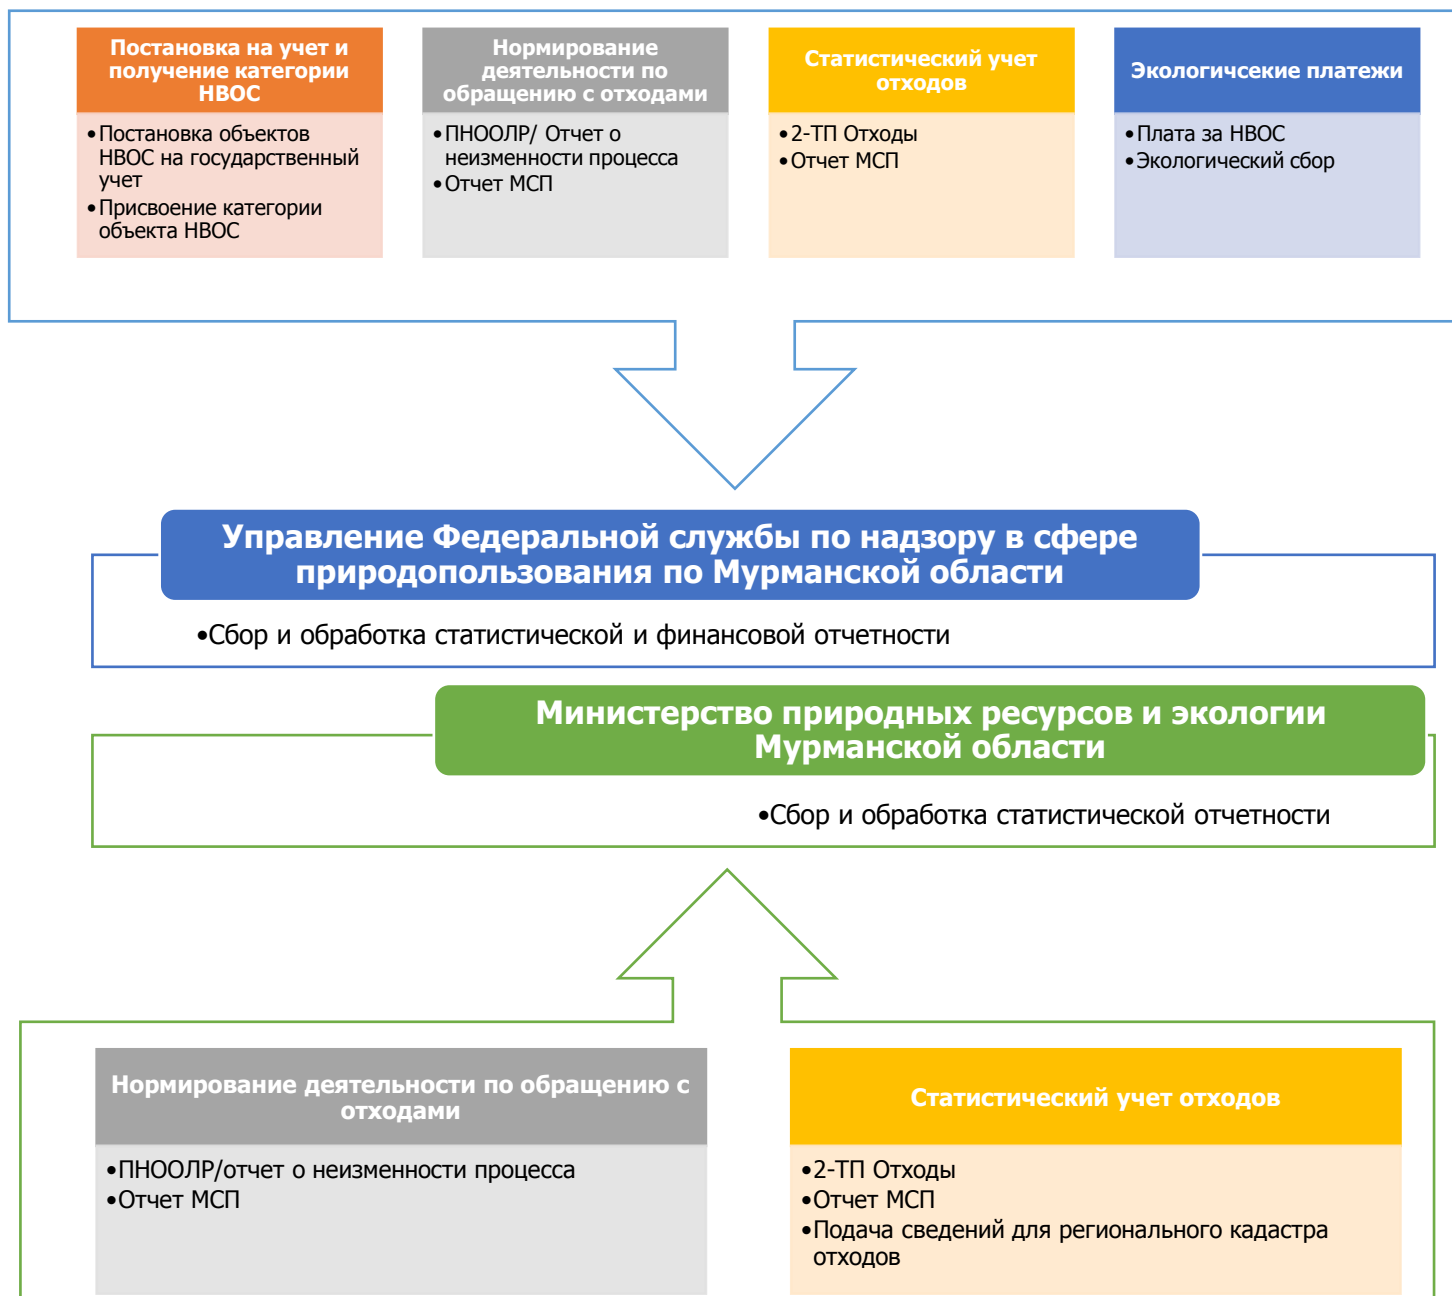 Постановка на учет и
получение категории
НВОС
•Постановка объектов
НВОС на государственный
учет
•Присвоение категории
объекта НВОС
Нормирование
деятельности по
обращению с отходами
•ПНООЛР/ Отчет о
неизменности процесса
•Отчет МСП
Статистический учет
отходов
•2-ТП Отходы
•Отчет МСП
Экологичсекие платежи
•Плата за НВОС
•Экологический сбор
Управление Федеральной службы по надзору в сфере
природопользования по Мурманской области
•Сбор и обработка статистической и финансовой отчетности
Министерство природных ресурсов и экологии
Мурманской области
•Сбор и обработка статистической отчетности
Нормирование деятельности по обращению с
отходами
•ПНООЛР/отчет о неизменности процесса
•Отчет МСП
Статистический учет отходов
•2-ТП Отходы
•Отчет МСП
•Подача сведений для регионального кадастра
отходов